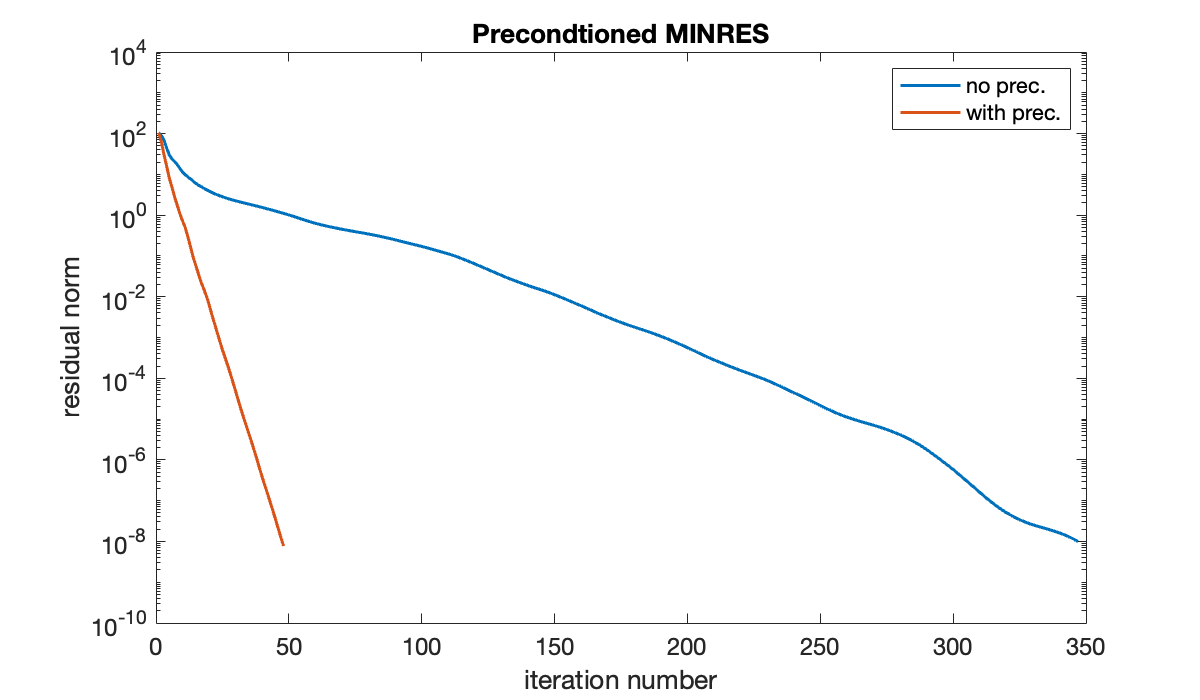 Precondtioned MINRES
no prec.
with prec.
residual norm
10^4
10^2
10^0
10^-2
10^-4
10^-6
10^-8
10^-10
0 50 100 150 200 250 300 350
iteration number